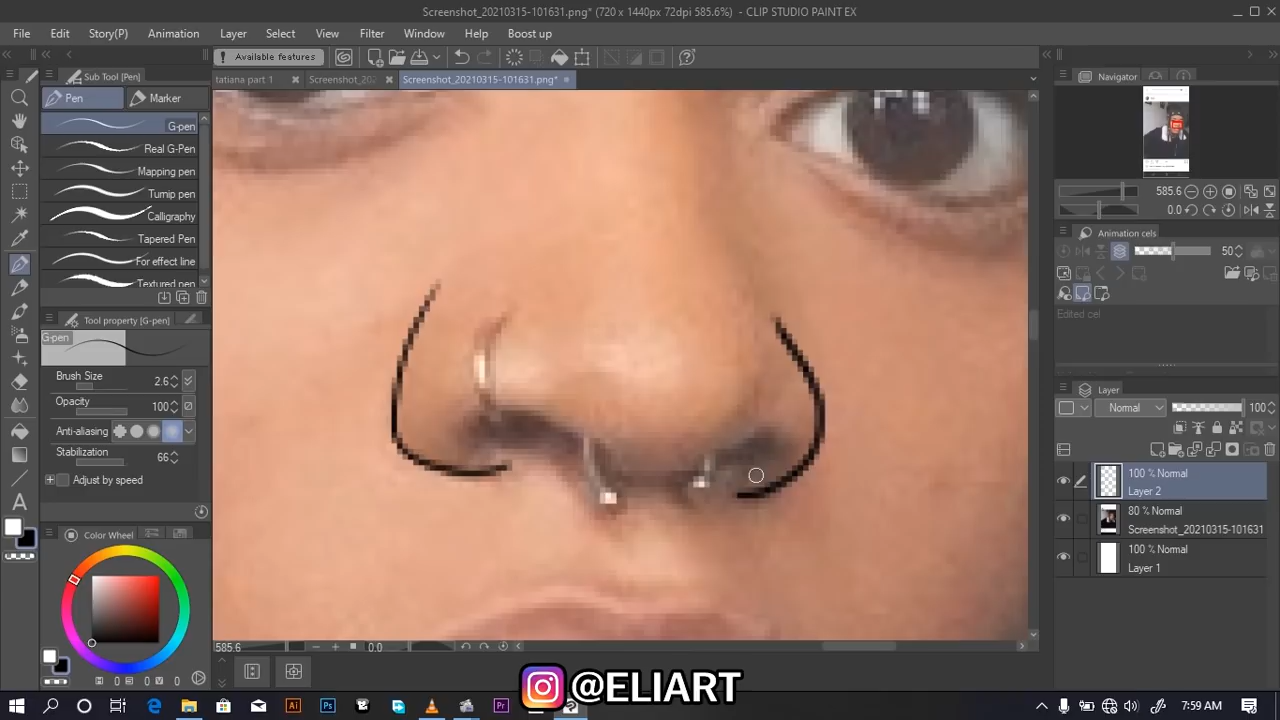 Screenshot_20210315-101631.png* (720 x 1440px 72dpi 585.6%) - CLIP STUDIO PAINT EX
File Edit Story(P) Animation Layer Select View Filter Window Help Boost up
Available features
tatiana part 1 Screenshot_202 Screenshot_20210315-101631.png*
Sub Tool [Pen]
Pen Marker
G-pen
Real G-Pen
Mapping pen
Turnip pen
Calligraphy
Tapered Pen
For effect line
Textured pen
Tool property [G-pen]
G-pen
Brush Size 2.6
Opacity 100
Anti-aliasing
Stabilization 66
Adjust by speed
Color Wheel
H 0 S 0 V 0
585.6 0.0
Navigator
585.6
0.0
Animation cels
50
Edited cel
Layer
Normal 100
100 % Normal
Layer 2
80 % Normal
Screenshot_20210315-101631
100 % Normal
Layer 1
@ELIART
7:59 AM